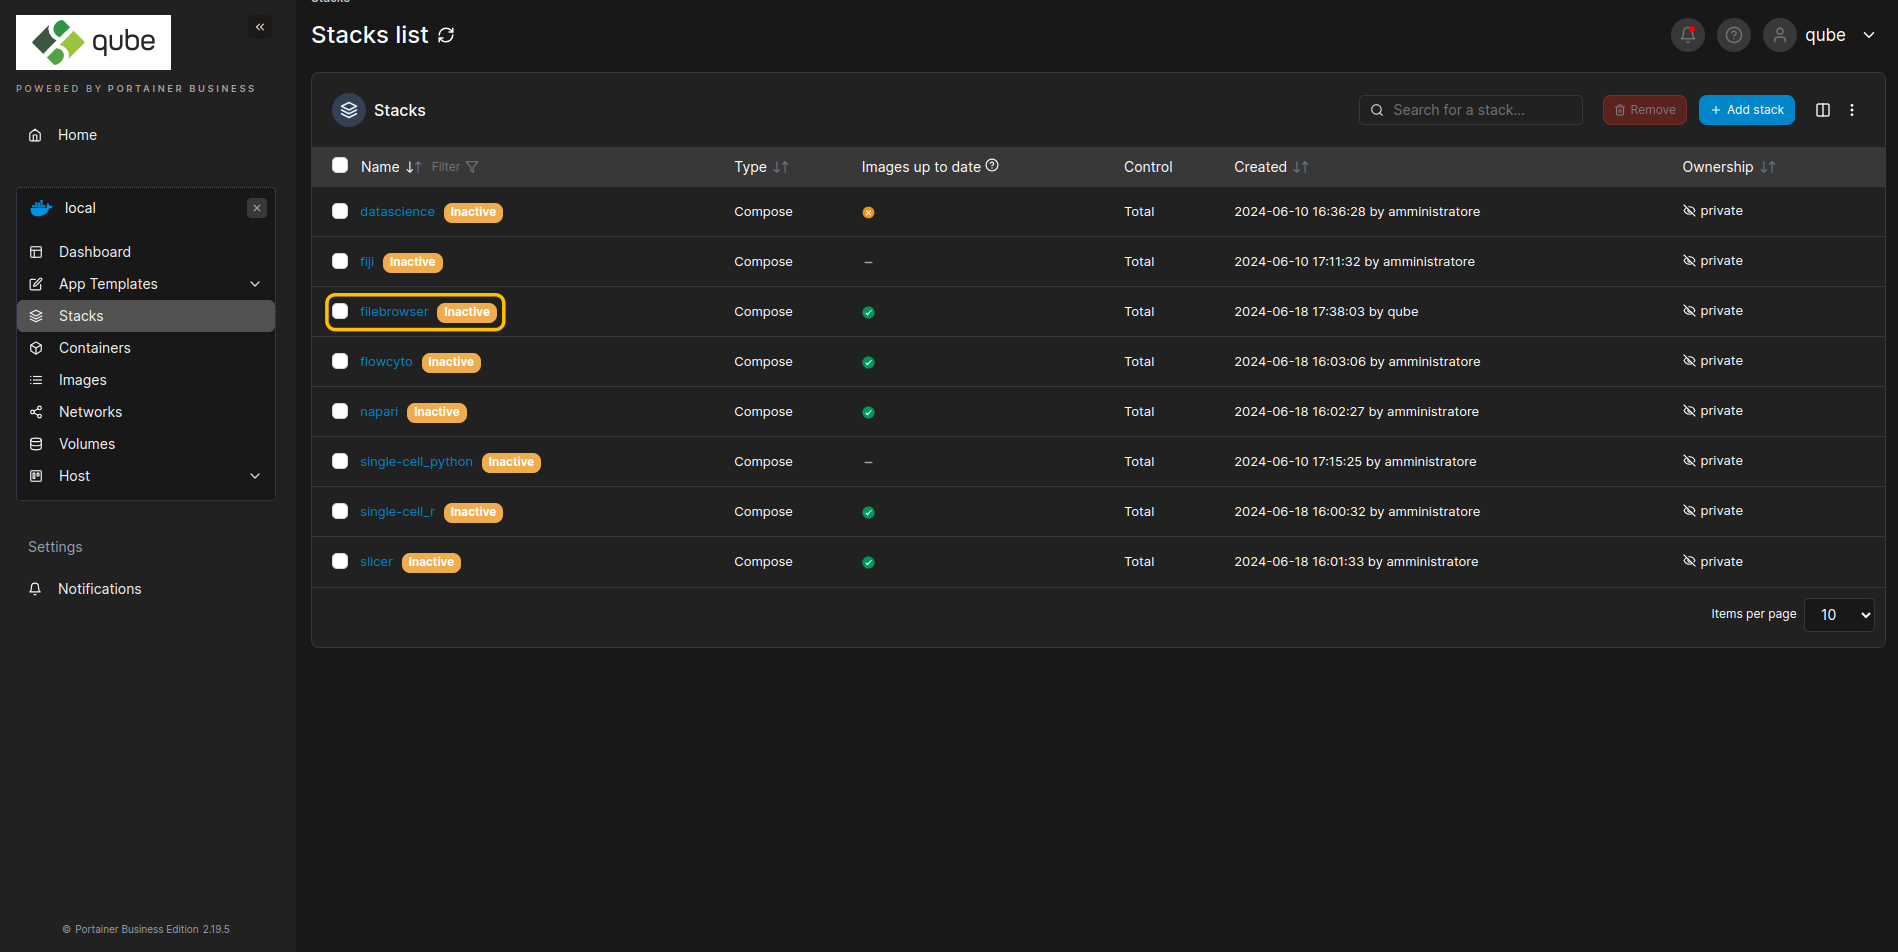 Stacks
qube
POWERED BY PORTAINER BUSINESS
Home
local
Dashboard
App Templates
Stacks
Containers
Images
Networks
Volumes
Host
Settings
Notifications
© Portainer Business Edition 2.19.5
Stacks list
qube
Stacks
Search for a stack...
Remove
+ Add stack
Name Filter Type Images up to date Control Created Ownership
datascience Inactive Compose Total 2024-06-10 16:36:28 by amministratore private
fiji Inactive Compose – Total 2024-06-10 17:11:32 by amministratore private
filebrowser Inactive Compose Total 2024-06-18 17:38:03 by qube private
flowcyto Inactive Compose Total 2024-06-18 16:03:06 by amministratore private
napari Inactive Compose Total 2024-06-18 16:02:27 by amministratore private
single-cell_python Inactive Compose – Total 2024-06-10 17:15:25 by amministratore private
single-cell_r Inactive Compose Total 2024-06-18 16:00:32 by amministratore private
slicer Inactive Compose Total 2024-06-18 16:01:33 by amministratore private
Items per page 10